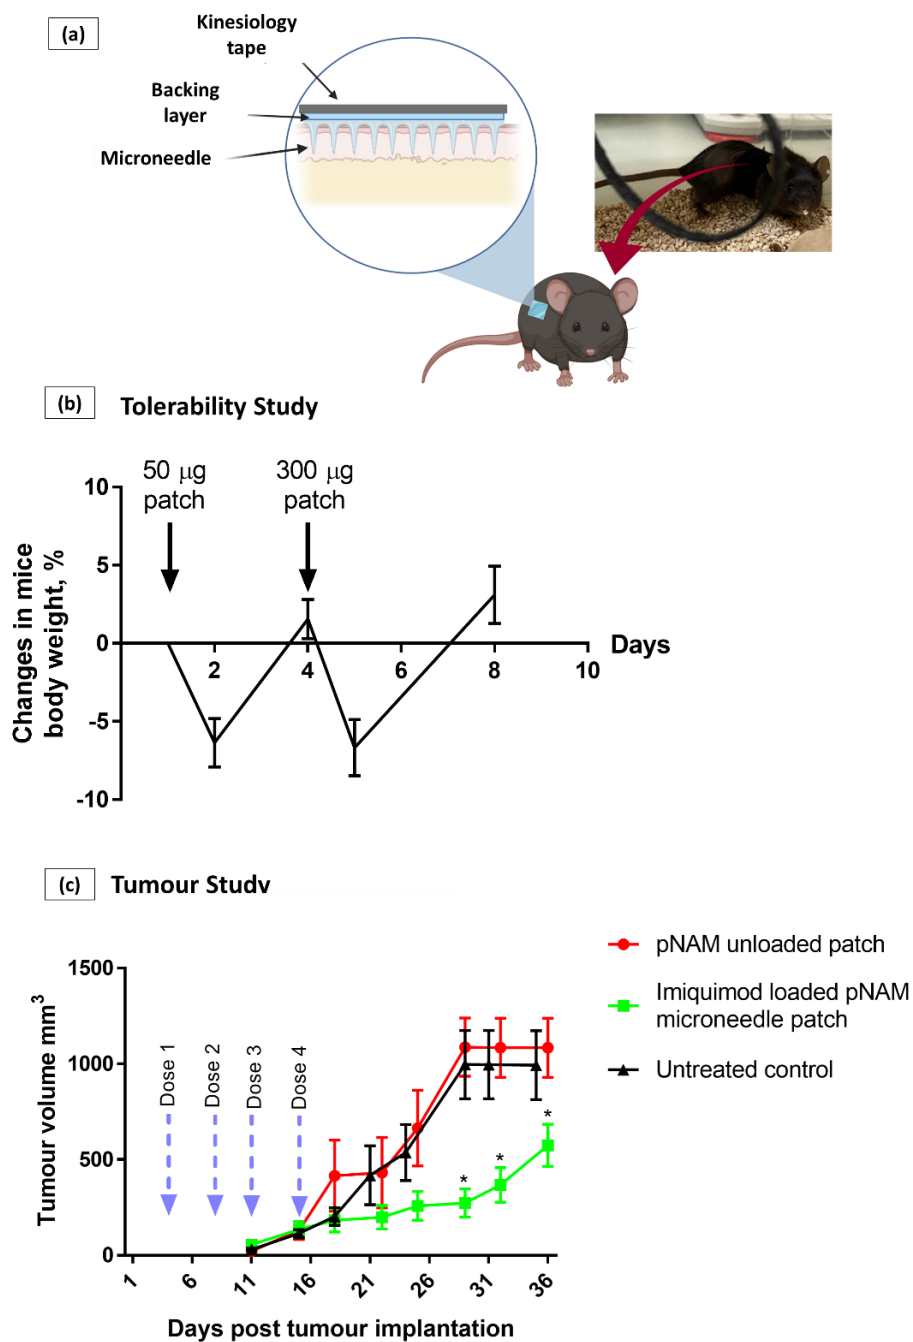 (a)
Kinesiology
tape
Backing
layer
Microneedle
(b) Tolerability Study
50 μg
patch
300 μg
patch
Changes in mice
body weight, %
10
5
0
-5
-10
2
4
6
8
10
Days
(c) Tumour Study
pNAM unloaded patch
Imiquimod loaded pNAM
microneedle patch
Untreated control
Tumour volume mm³
1500
1000
500
0
Dose 1
Dose 2
Dose 3
Dose 4
*
*
*
1
6
11
16
21
26
31
36
Days post tumour implantation